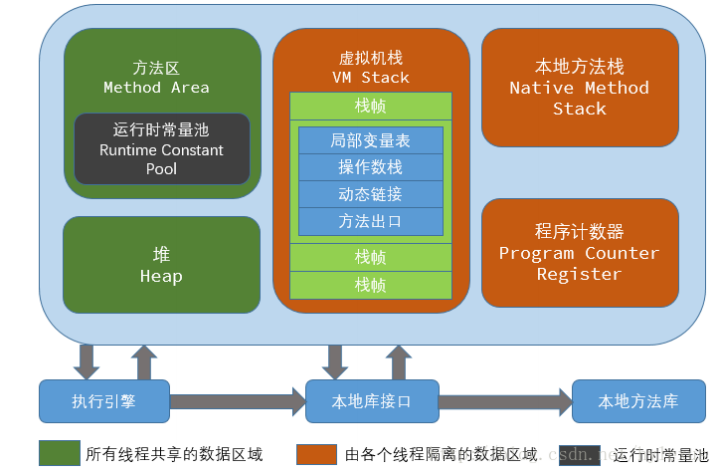 方法区
Method Area
运行时常量池
Runtime Constant
Pool
堆
Heap
虚拟机栈
VM Stack
栈帧
局部变量表
操作数栈
动态链接
方法出口
栈帧
栈帧
本地方法栈
Native Method
Stack
程序计数器
Program Counter
Register
执行引擎
本地库接口
本地方法库
所有线程共享的数据区域
由各个线程隔离的数据区域
运行时常量池